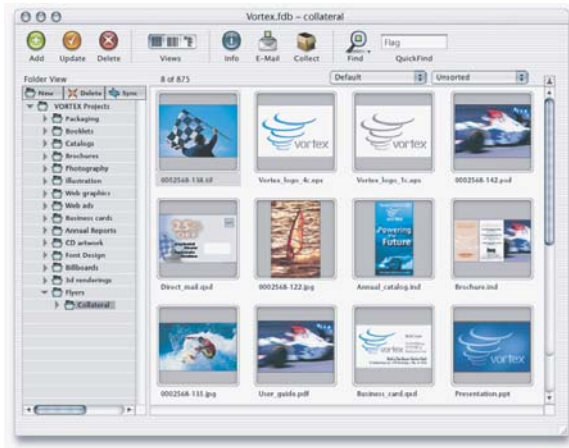 Vortex.fdb – collateral
Add Update Delete Views Info E-Mail Collect Find Flag QuickFind
Folder View 8 of 875 Default Unsorted
New Delete Sync
VORTEX Projects
Packaging
Booklets
Catalogs
Brochures
Photography
Illustration
Web graphics
Web ads
Business cards
Annual Reports
CD artwork
Font Design
Billboards
3d renderings
Flyers
Collateral
vortex
vortex
0002568-138.tif Vortex_logo_4c.eps Vortex_logo_1c.eps 0002568-142.psd
Powering
the
Future
Direct_mail.qxd 0002568-122.jpg Annual_catalog.ind Brochure.ind
vortex
vortex
0002568-135.jpg User_guide.pdf Business_card.qxd Presentation.ppt